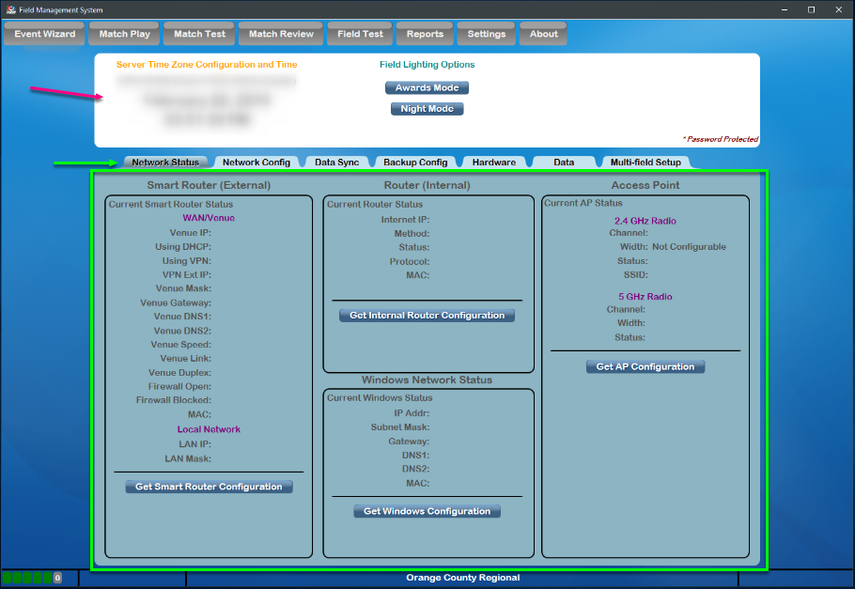 Field Management System
Event Wizard Match Play Match Test Match Review Field Test Reports Settings About
Server Time Zone Configuration and Time
Field Lighting Options
Awards Mode
Night Mode
* Password Protected
Network Status Network Config Data Sync Backup Config Hardware Data Multi-field Setup
Smart Router (External)
Current Smart Router Status
WAN/Venue
Venue IP:
Using DHCP:
Using VPN:
VPN Ext IP:
Venue Mask:
Venue Gateway:
Venue DNS1:
Venue DNS2:
Venue Speed:
Venue Link:
Venue Duplex:
Firewall Open:
Firewall Blocked:
MAC:
Local Network
LAN IP:
LAN Mask:
Get Smart Router Configuration
Router (Internal)
Current Router Status
Internet IP:
Method:
Status:
Protocol:
MAC:
Get Internal Router Configuration
Windows Network Status
Current Windows Status
IP Addr:
Subnet Mask:
Gateway:
DNS1:
DNS2:
MAC:
Get Windows Configuration
Access Point
Current AP Status
2.4 GHz Radio
Channel:
Width: Not Configurable
Status:
SSID:
5 GHz Radio
Channel:
Width:
Status:
Get AP Configuration
0
Orange County Regional